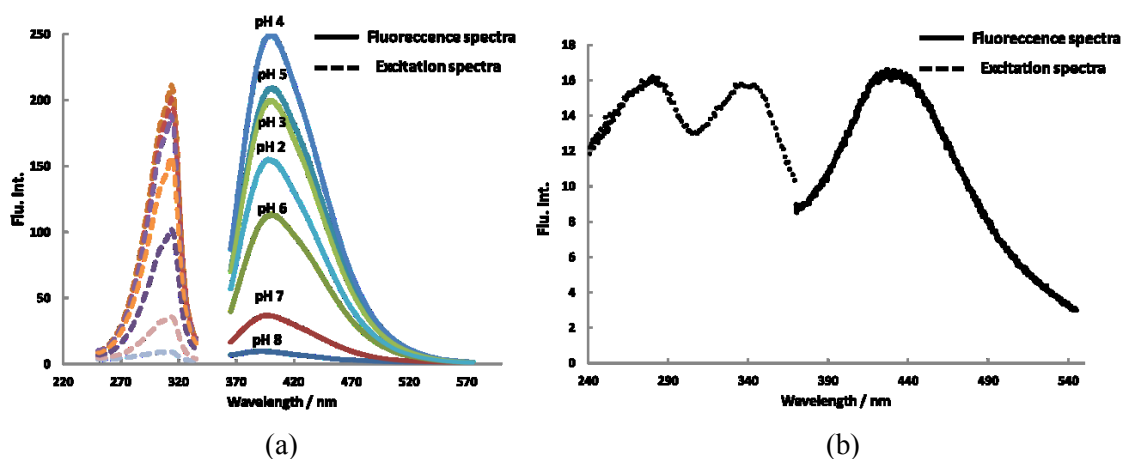 250
200
150
100
50
0
Flu. Int.
220 270 320 370 420 470 520 570
Wavelength / nm
pH 4
pH 5
pH 3
pH 2
pH 6
pH 7
pH 8
Fluoreccence spectra
Excitation spectra
(a)
18
16
14
12
10
8
6
4
2
0
Flu. Int.
240 290 340 390 440 490 540
Wavelength / nm
Fluoreccence spectra
Excitation spectra
(b)